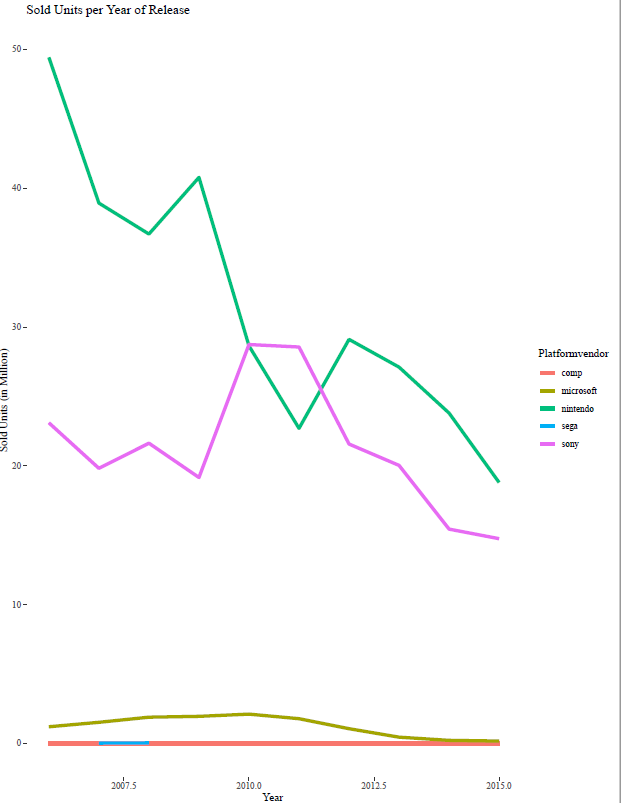 Sold Units per Year of Release
50
40
30
20
10
0
Sold Units (in Million)
2007.5
2010.0
2012.5
2015.0
Year
Platformvendor
comp
microsoft
nintendo
sega
sony